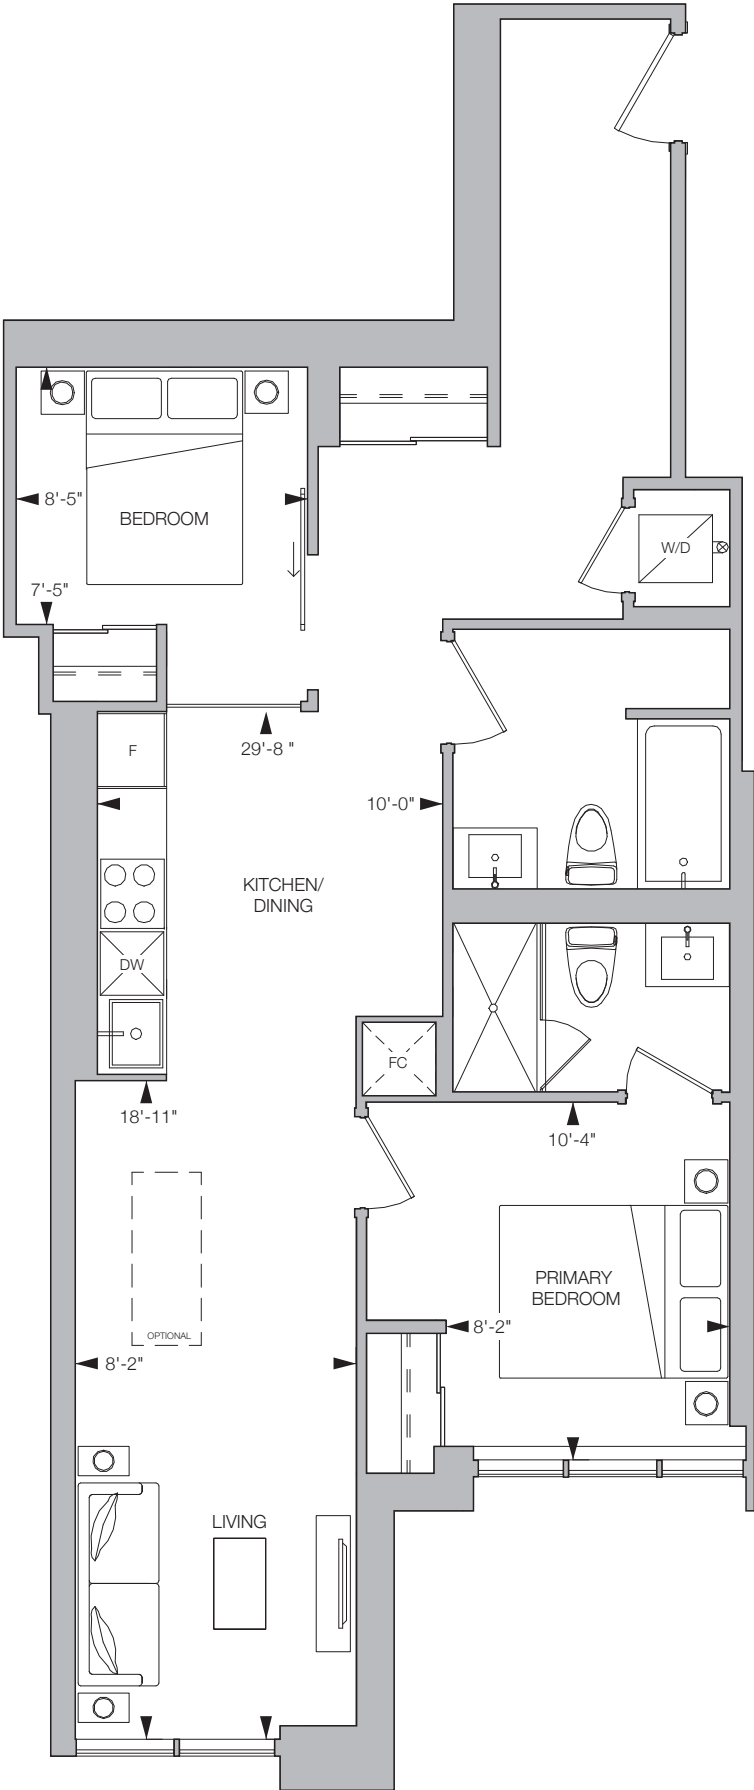 8'-5"
BEDROOM
W/D
7'-5"
F
29'-8 "
10'-0"
KITCHEN/
DINING
DW
FC
18'-11"
10'-4"
PRIMARY
BEDROOM
OPTIONAL
8'-2"
8'-2"
LIVING